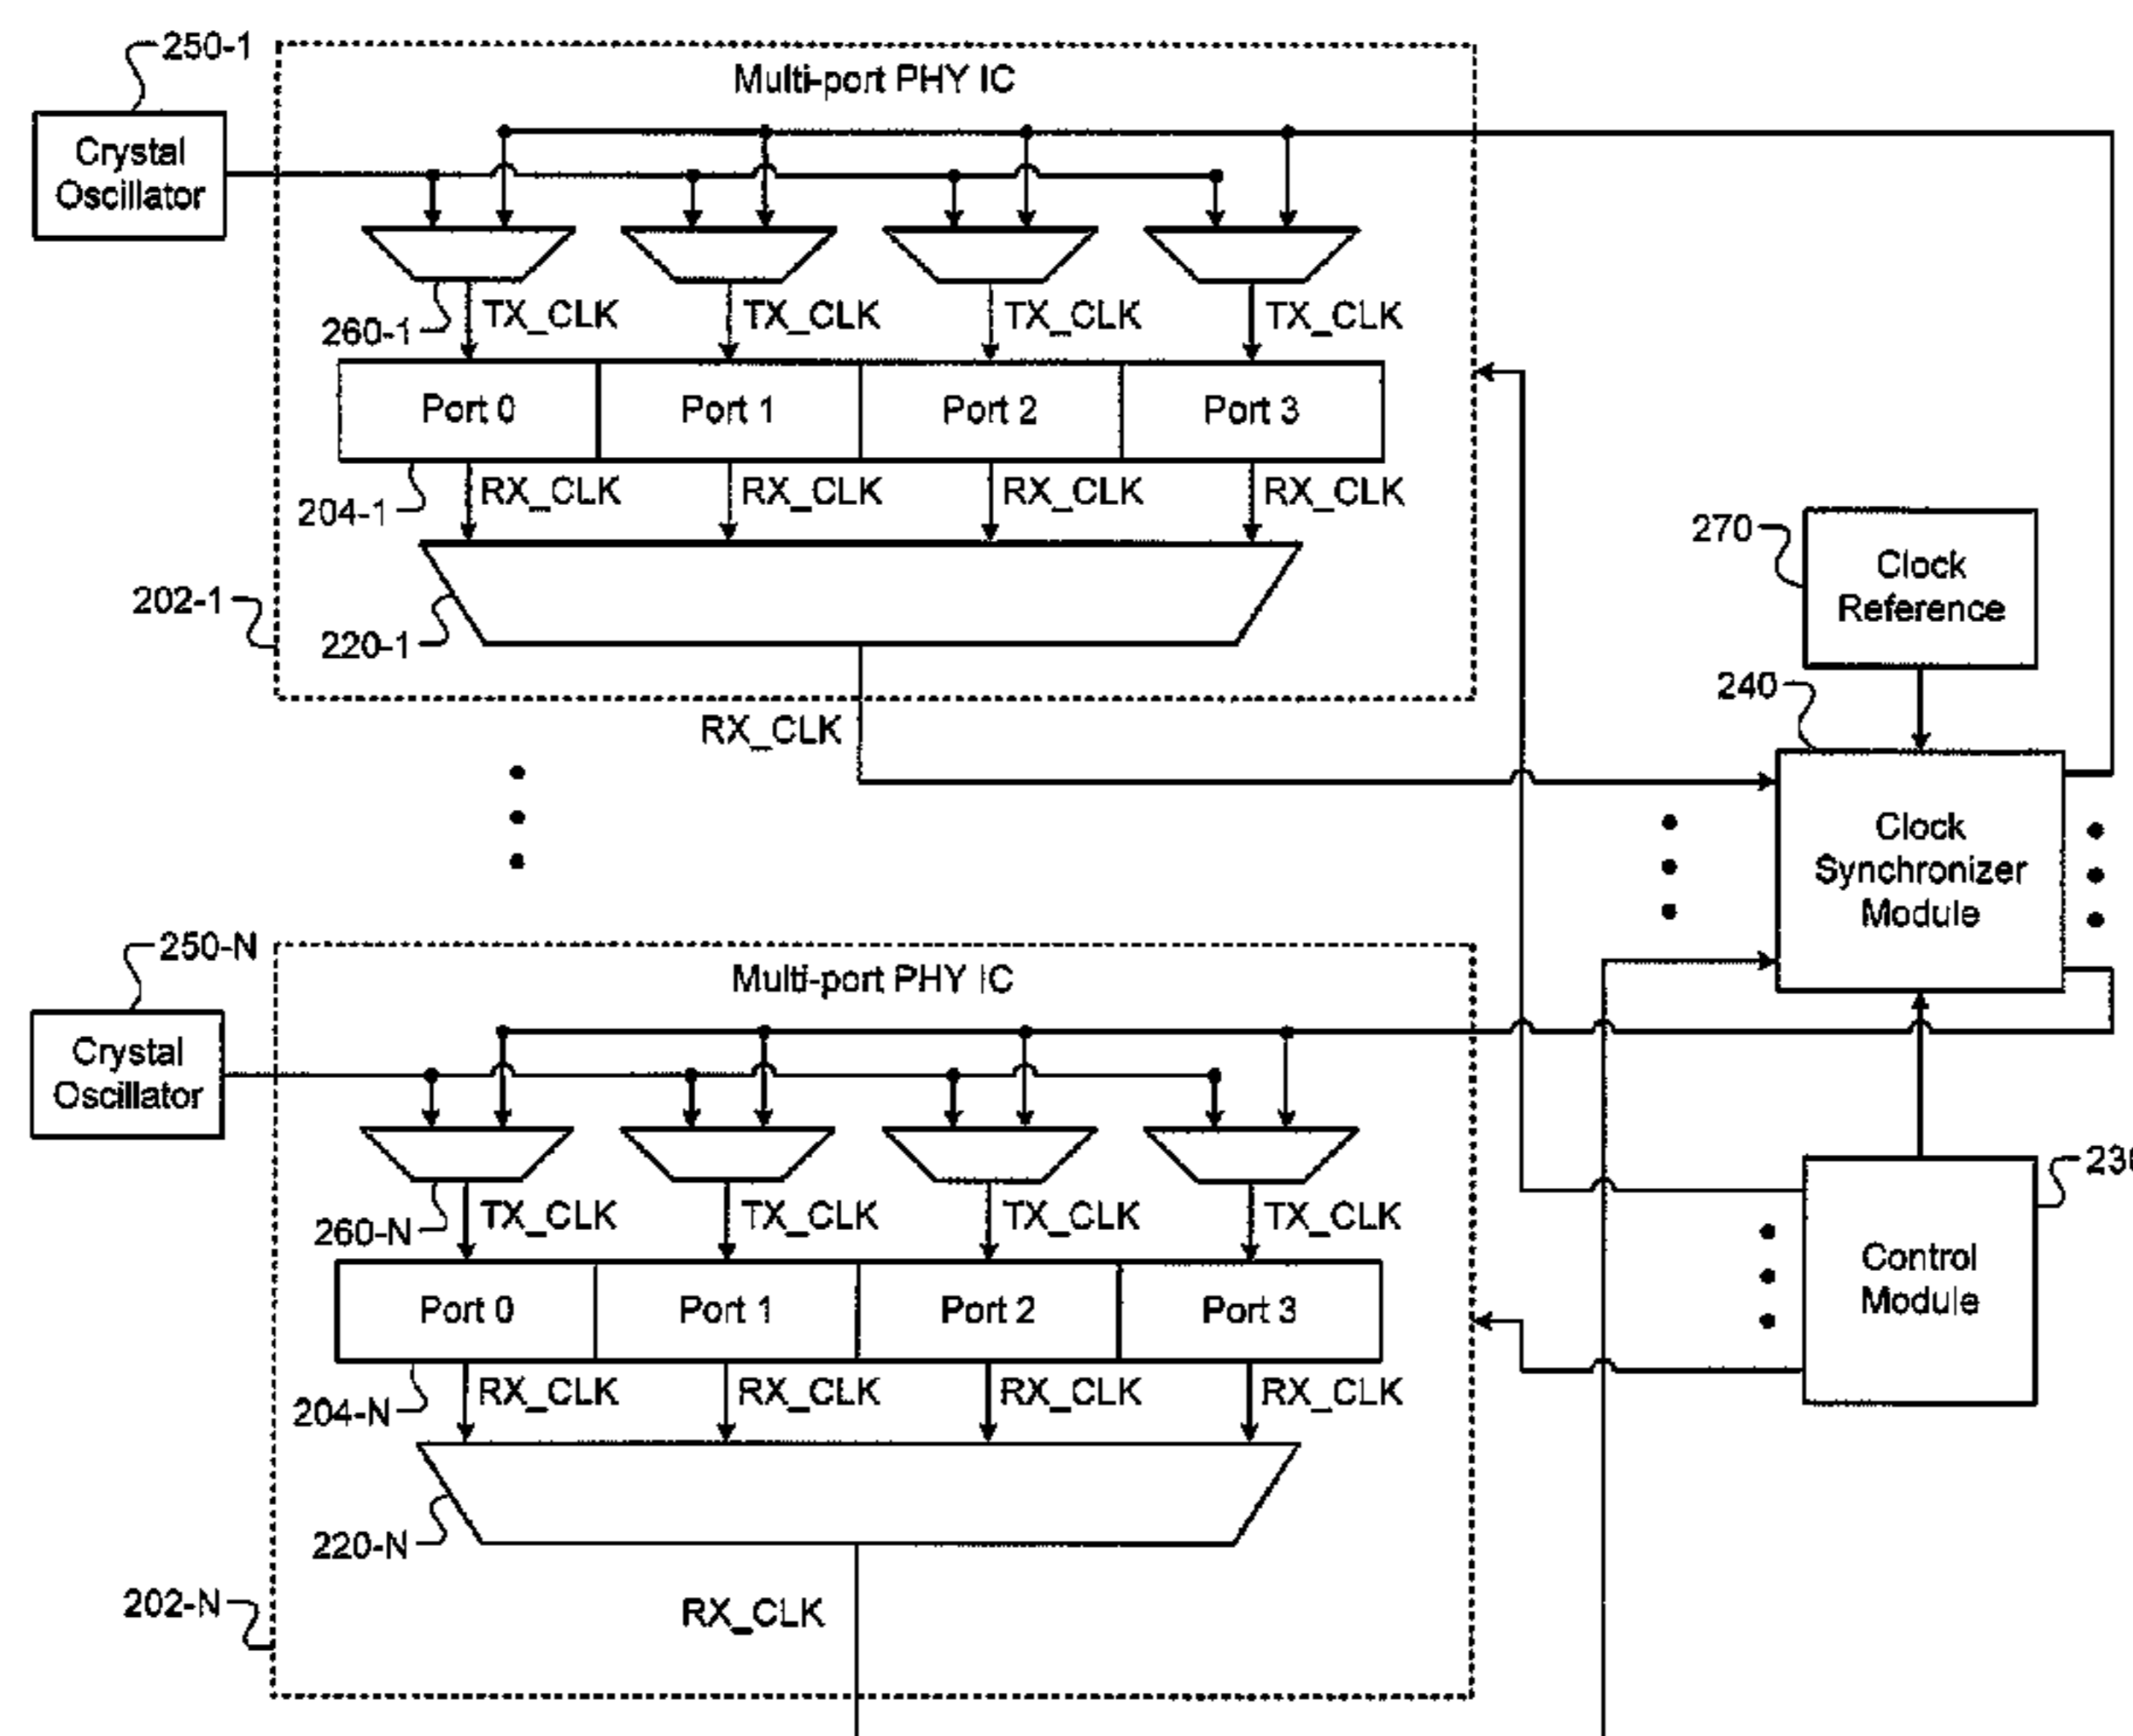 250-1
Multi-port PHY IC
Crystal
Oscillator
260-1
TX_CLK
TX_CLK
TX_CLK
TX_CLK
Port 0
Port 1
Port 2
Port 3
204-1
RX_CLK
RX_CLK
RX_CLK
RX_CLK
202-1
220-1
RX_CLK
270
Clock
Reference
240
Clock
Synchronizer
Module
250-N
Multi-port PHY IC
Crystal
Oscillator
260-N
TX_CLK
TX_CLK
TX_CLK
TX_CLK
Port 0
Port 1
Port 2
Port 3
204-N
RX_CLK
RX_CLK
RX_CLK
RX_CLK
220-N
202-N
RX_CLK
Control
Module